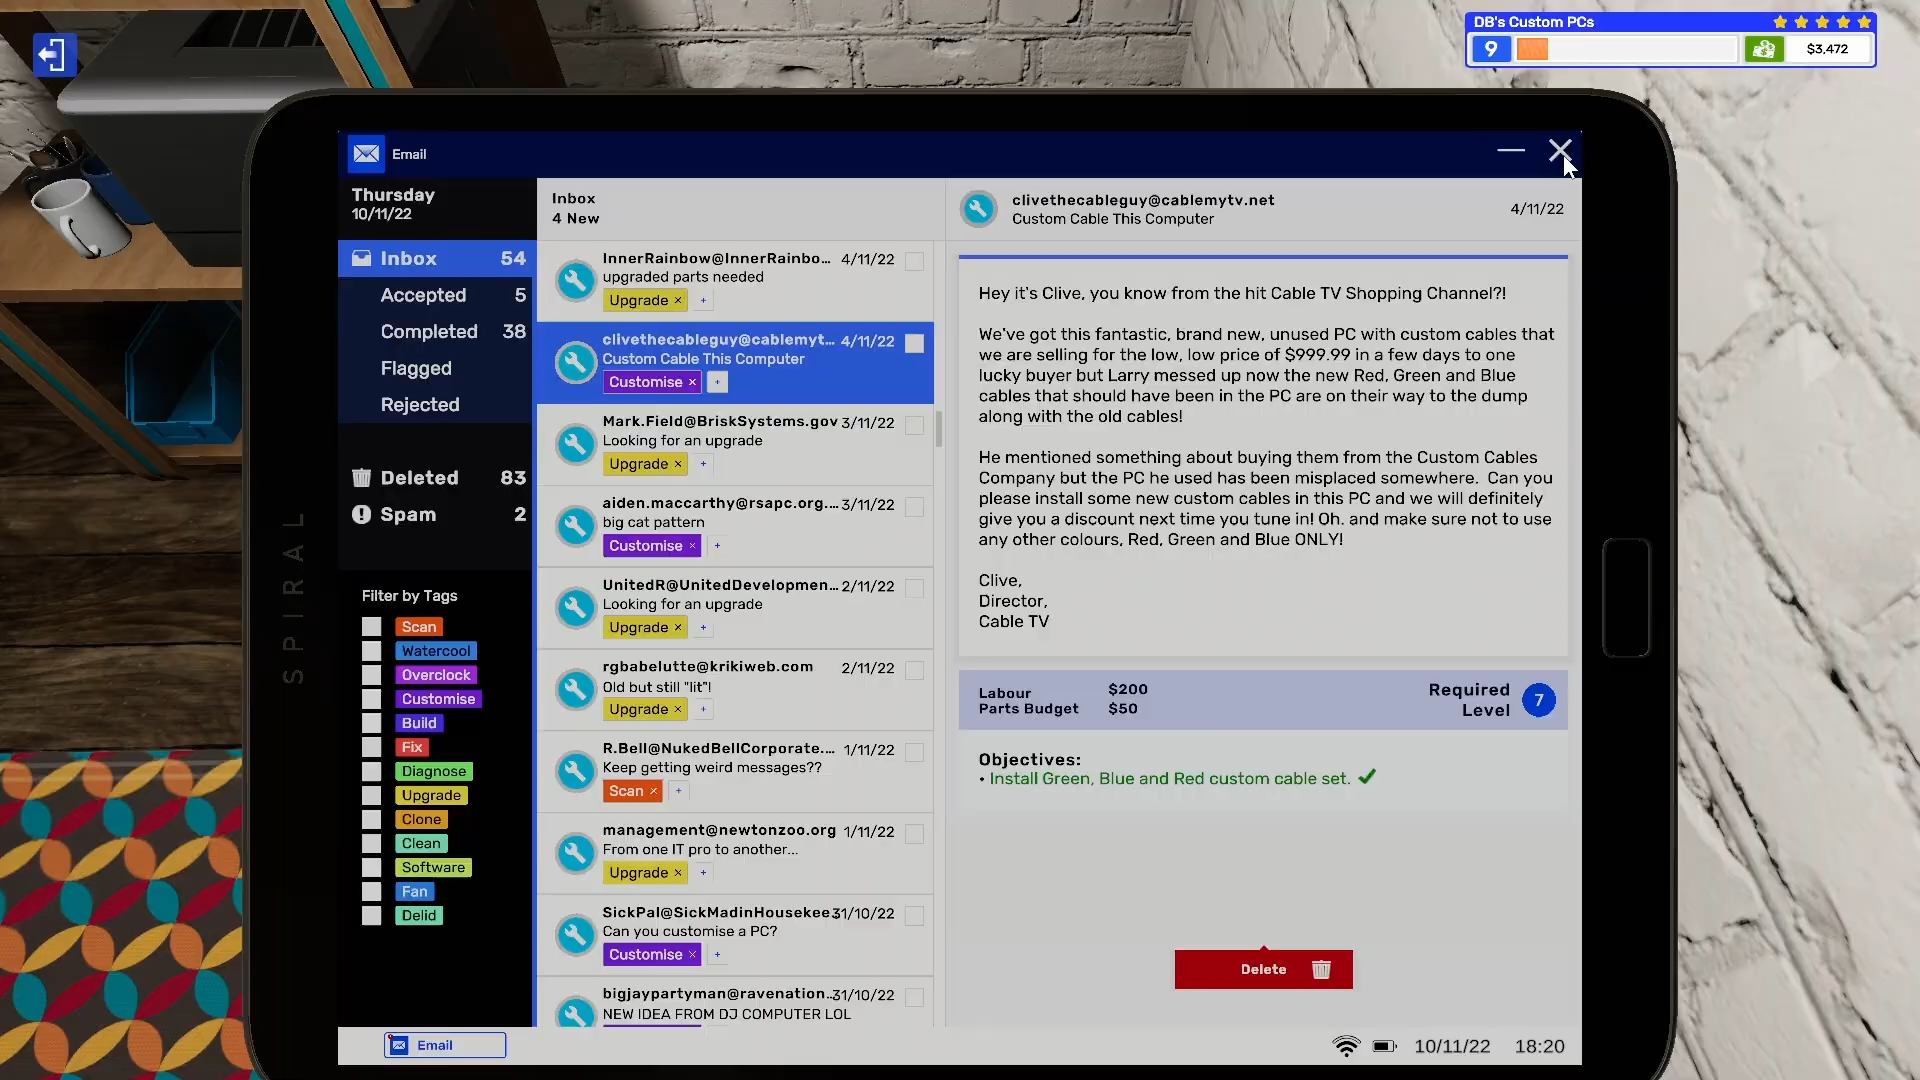 DB's Custom PCs
9
$3,472
Email
Thursday
10/11/22
Inbox 54
Accepted 5
Completed 38
Flagged
Rejected
Deleted 83
Spam 2
Filter by Tags
Scan
Watercool
Overclock
Customise
Build
Fix
Diagnose
Upgrade
Clone
Clean
Software
Fan
Delid
Inbox
4 New
InnerRainbow@InnerRainbo... 4/11/22
upgraded parts needed
Upgrade × +
clivethecableguy@cablemyt... 4/11/22
Custom Cable This Computer
Customise × +
Mark.Field@BriskSystems.gov 3/11/22
Looking for an upgrade
Upgrade × +
aiden.maccarthy@rsapc.org.... 3/11/22
big cat pattern
Customise × +
UnitedR@UnitedDevelopmen... 2/11/22
Looking for an upgrade
Upgrade × +
rgbabelutte@krikiweb.com 2/11/22
Old but still "lit"!
Upgrade × +
R.Bell@NukedBellCorporate.... 1/11/22
Keep getting weird messages??
Scan × +
management@newtonzoo.org 1/11/22
From one IT pro to another...
Upgrade × +
SickPal@SickMadinHousekee 31/10/22
Can you customise a PC?
Customise × +
bigjaypartyman@ravenation... 31/10/22
NEW IDEA FROM DJ COMPUTER LOL
clivethecableguy@cablemytv.net
Custom Cable This Computer
4/11/22
Hey it's Clive, you know from the hit Cable TV Shopping Channel?!
We've got this fantastic, brand new, unused PC with custom cables that
we are selling for the low, low price of $999.99 in a few days to one
lucky buyer but Larry messed up now the new Red, Green and Blue
cables that should have been in the PC are on their way to the dump
along with the old cables!
He mentioned something about buying them from the Custom Cables
Company but the PC he used has been misplaced somewhere. Can you
please install some new custom cables in this PC and we will definitely
give you a discount next time you tune in! Oh. and make sure not to use
any other colours, Red, Green and Blue ONLY!
Clive,
Director,
Cable TV
Labour $200
Parts Budget $50
Required
Level
7
Objectives:
• Install Green, Blue and Red custom cable set.
Delete
SPIRAL
Email
10/11/22 18:20